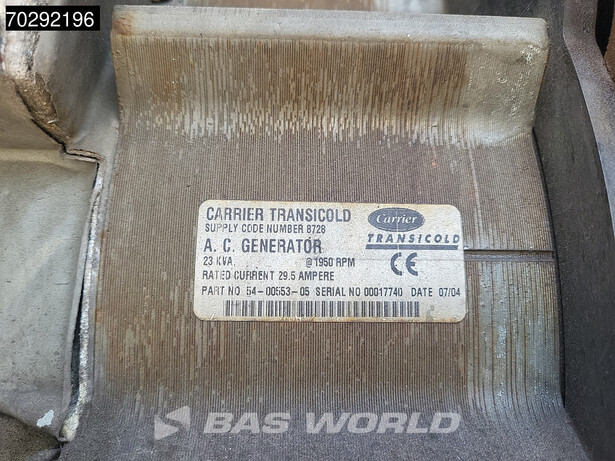 70292196
CARRIER TRANSICOLD
SUPPLY CODE NUMBER 8728
A. C. GENERATOR
23 KVA. @ 1950 RPM
RATED CURRENT 29.5 AMPERE
PART NO 54-00553-05 SERIAL NO 00017740 DATE 07/04
Carrier
TRANSICOLD
CE
BAS WORLD